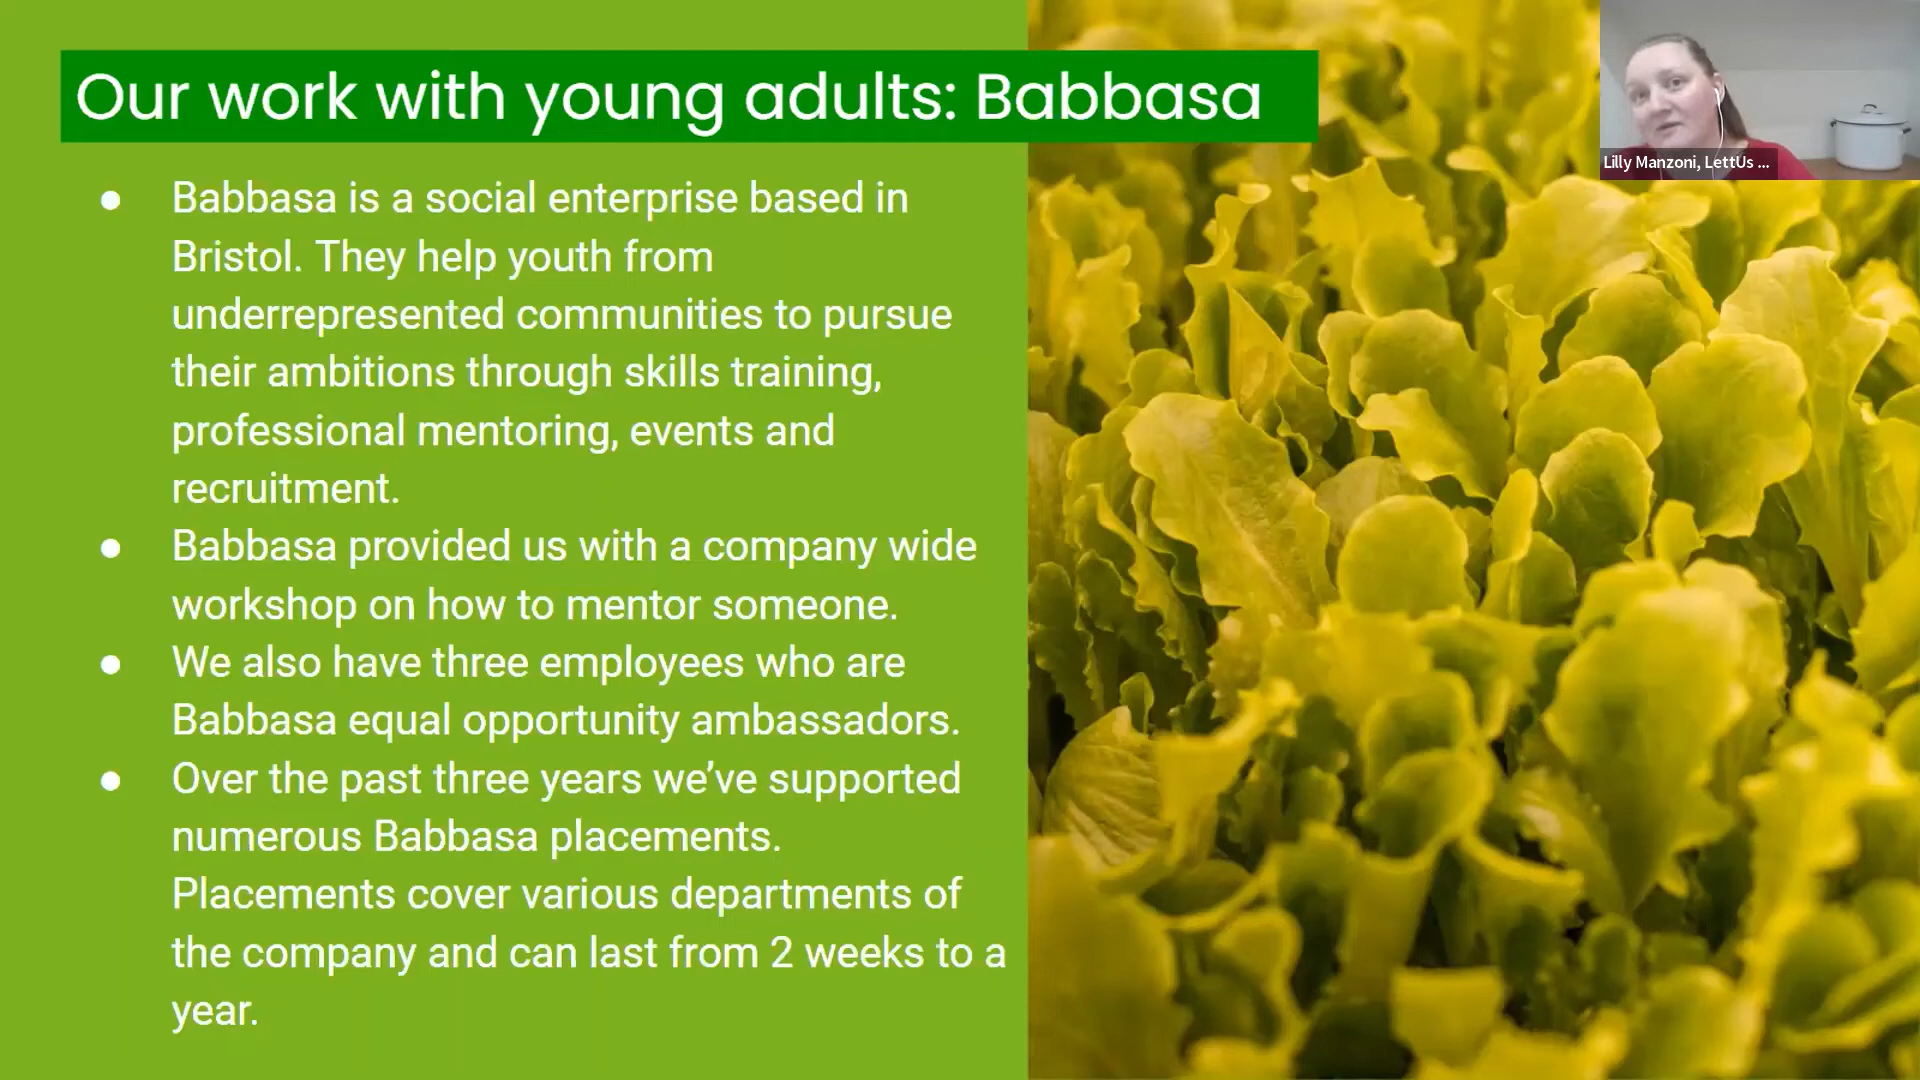 Our work with young adults: Babbasa
Lilly Manzoni, LettUs ...
● Babbasa is a social enterprise based in
Bristol. They help youth from
underrepresented communities to pursue
their ambitions through skills training,
professional mentoring, events and
recruitment.
● Babbasa provided us with a company wide
workshop on how to mentor someone.
● We also have three employees who are
Babbasa equal opportunity ambassadors.
● Over the past three years we’ve supported
numerous Babbasa placements.
Placements cover various departments of
the company and can last from 2 weeks to a
year.